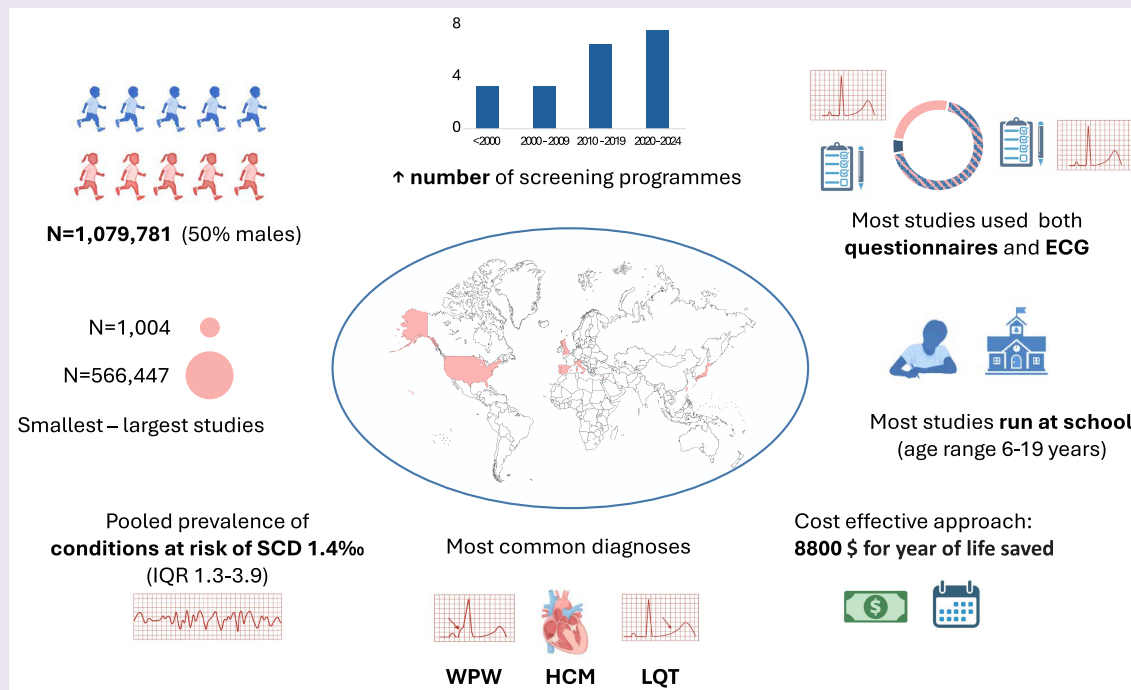 8
4
0
<2000
2000-2009
2010-2019
2020-2024
↑ number of screening programmes
N=1,079,781 (50% males)
Most studies used both
questionnaires and ECG
N=1,004
N=566,447
Smallest – largest studies
Most studies run at school
(age range 6-19 years)
Pooled prevalence of
conditions at risk of SCD 1.4‰
(IQR 1.3-3.9)
Most common diagnoses
WPW
HCM
LQT
Cost effective approach:
8800 $ for year of life saved
$